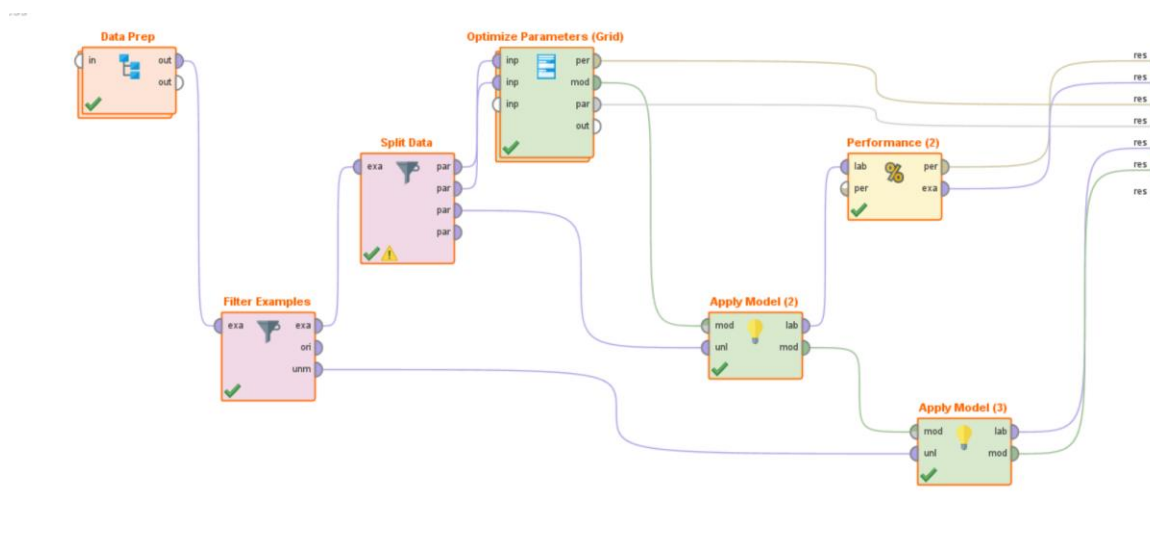 Data Prep
in
out
out
Optimize Parameters (Grid)
inp
per
inp
mod
inp
par
out
Split Data
exa
par
par
par
par
Performance (2)
lab
per
per
exa
Filter Examples
exa
exa
ori
unm
Apply Model (2)
mod
lab
unl
mod
Apply Model (3)
mod
lab
unl
mod
res
res
res
res
res
res
res